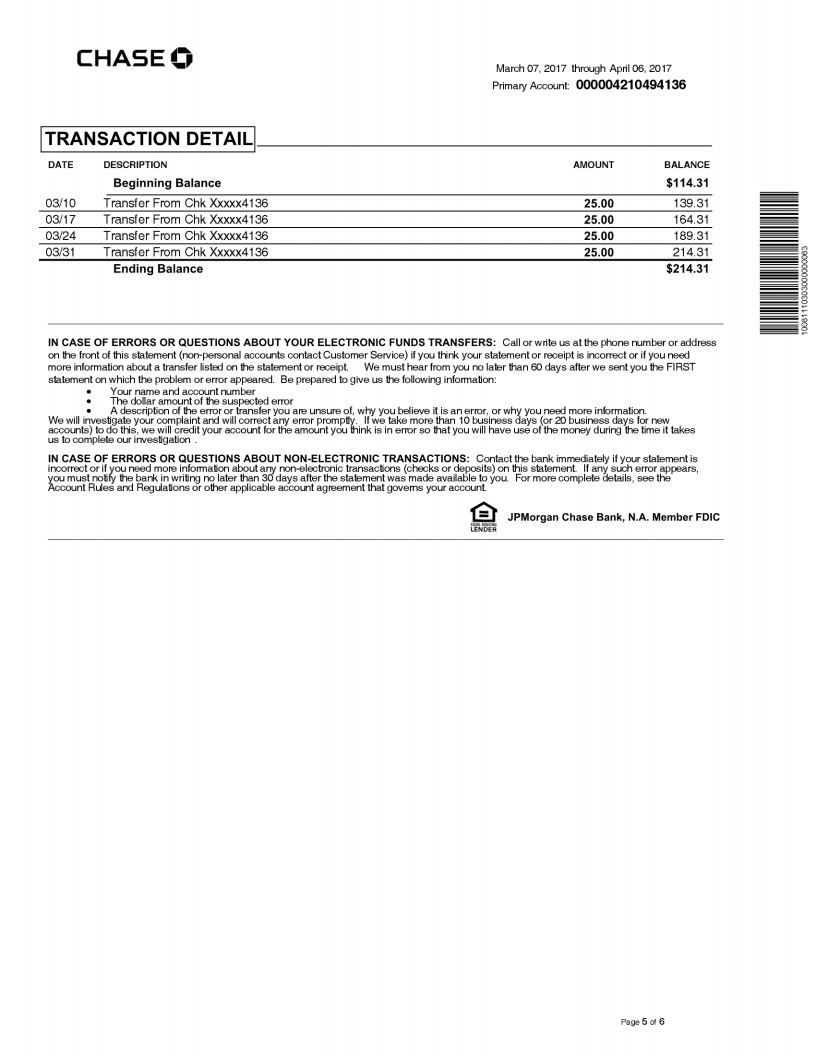 CHASE
March 07, 2017 through April 06, 2017
Primary Account: 000004210494136
TRANSACTION DETAIL
DATE DESCRIPTION AMOUNT BALANCE
Beginning Balance $114.31
03/10 Transfer From Chk Xxxxx4136 25.00 139.31
03/17 Transfer From Chk Xxxxx4136 25.00 164.31
03/24 Transfer From Chk Xxxxx4136 25.00 189.31
03/31 Transfer From Chk Xxxxx4136 25.00 214.31
Ending Balance $214.31
IN CASE OF ERRORS OR QUESTIONS ABOUT YOUR ELECTRONIC FUNDS TRANSFERS: Call or write us at the phone number or address
on the front of this statement (non-personal accounts contact Customer Service) if you think your statement or receipt is incorrect or if you need
more information about a transfer listed on the statement or receipt. We must hear from you no later than 60 days after we sent you the FIRST
statement on which the problem or error appeared. Be prepared to give us the following information:
• Your name and account number
• The dollar amount of the suspected error
• A description of the error or transfer you are unsure of, why you believe it is an error, or why you need more information.
We will investigate your complaint and will correct any error promptly. If we take more than 10 business days (or 20 business days for new
accounts) to do this, we will credit your account for the amount you think is in error so that you will have use of the money during the time it takes
us to complete our investigation .
IN CASE OF ERRORS OR QUESTIONS ABOUT NON-ELECTRONIC TRANSACTIONS: Contact the bank immediately if your statement is
incorrect or if you need more information about any non-electronic transactions (checks or deposits) on this statement. If any such error appears,
you must notify the bank in writing no later than 30 days after the statement was made available to you. For more complete details, see the
Account Rules and Regulations or other applicable account agreement that governs your account.
EQUAL HOUSING
LENDER
JPMorgan Chase Bank, N.A. Member FDIC
Page 5 of 6